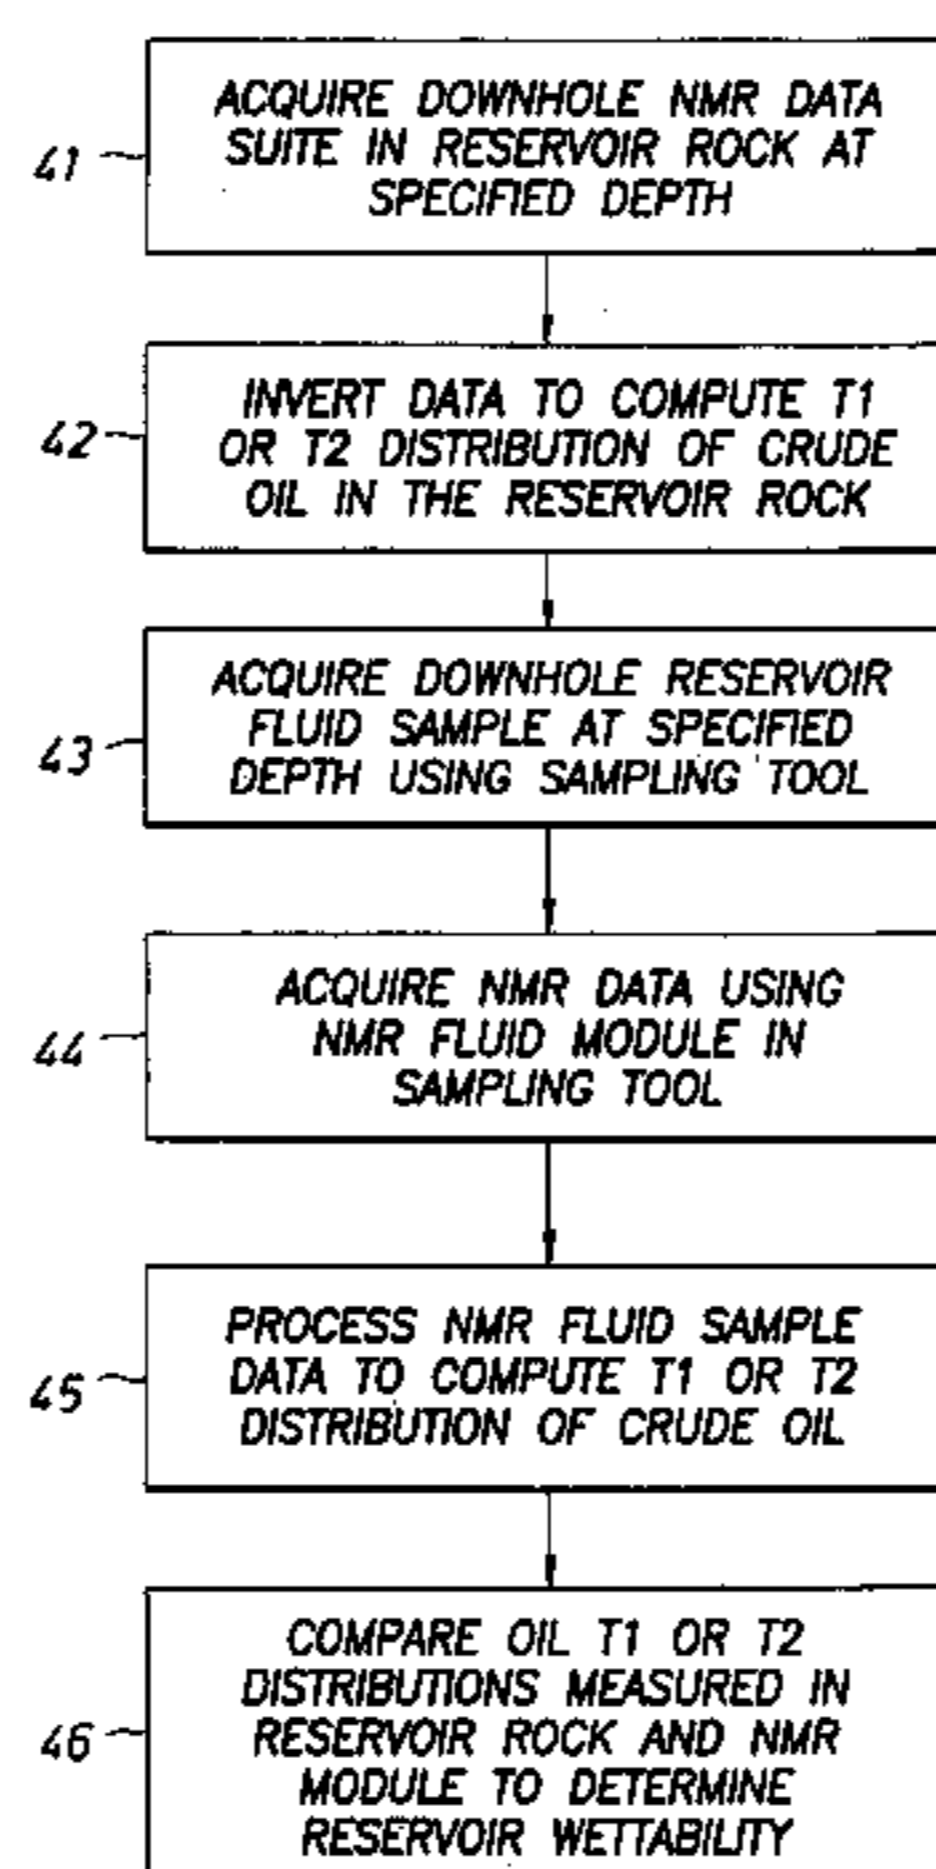 41
ACQUIRE DOWNHOLE NMR DATA
SUITE IN RESERVOIR ROCK AT
SPECIFIED DEPTH
42
INVERT DATA TO COMPUTE T1
OR T2 DISTRIBUTION OF CRUDE
OIL IN THE RESERVOIR ROCK
43
ACQUIRE DOWNHOLE RESERVOIR
FLUID SAMPLE AT SPECIFIED
DEPTH USING SAMPLING TOOL
44
ACQUIRE NMR DATA USING
NMR FLUID MODULE IN
SAMPLING TOOL
45
PROCESS NMR FLUID SAMPLE
DATA TO COMPUTE T1 OR T2
DISTRIBUTION OF CRUDE OIL
46
COMPARE OIL T1 OR T2
DISTRIBUTIONS MEASURED IN
RESERVOIR ROCK AND NMR
MODULE TO DETERMINE
RESERVOIR WETTABILITY